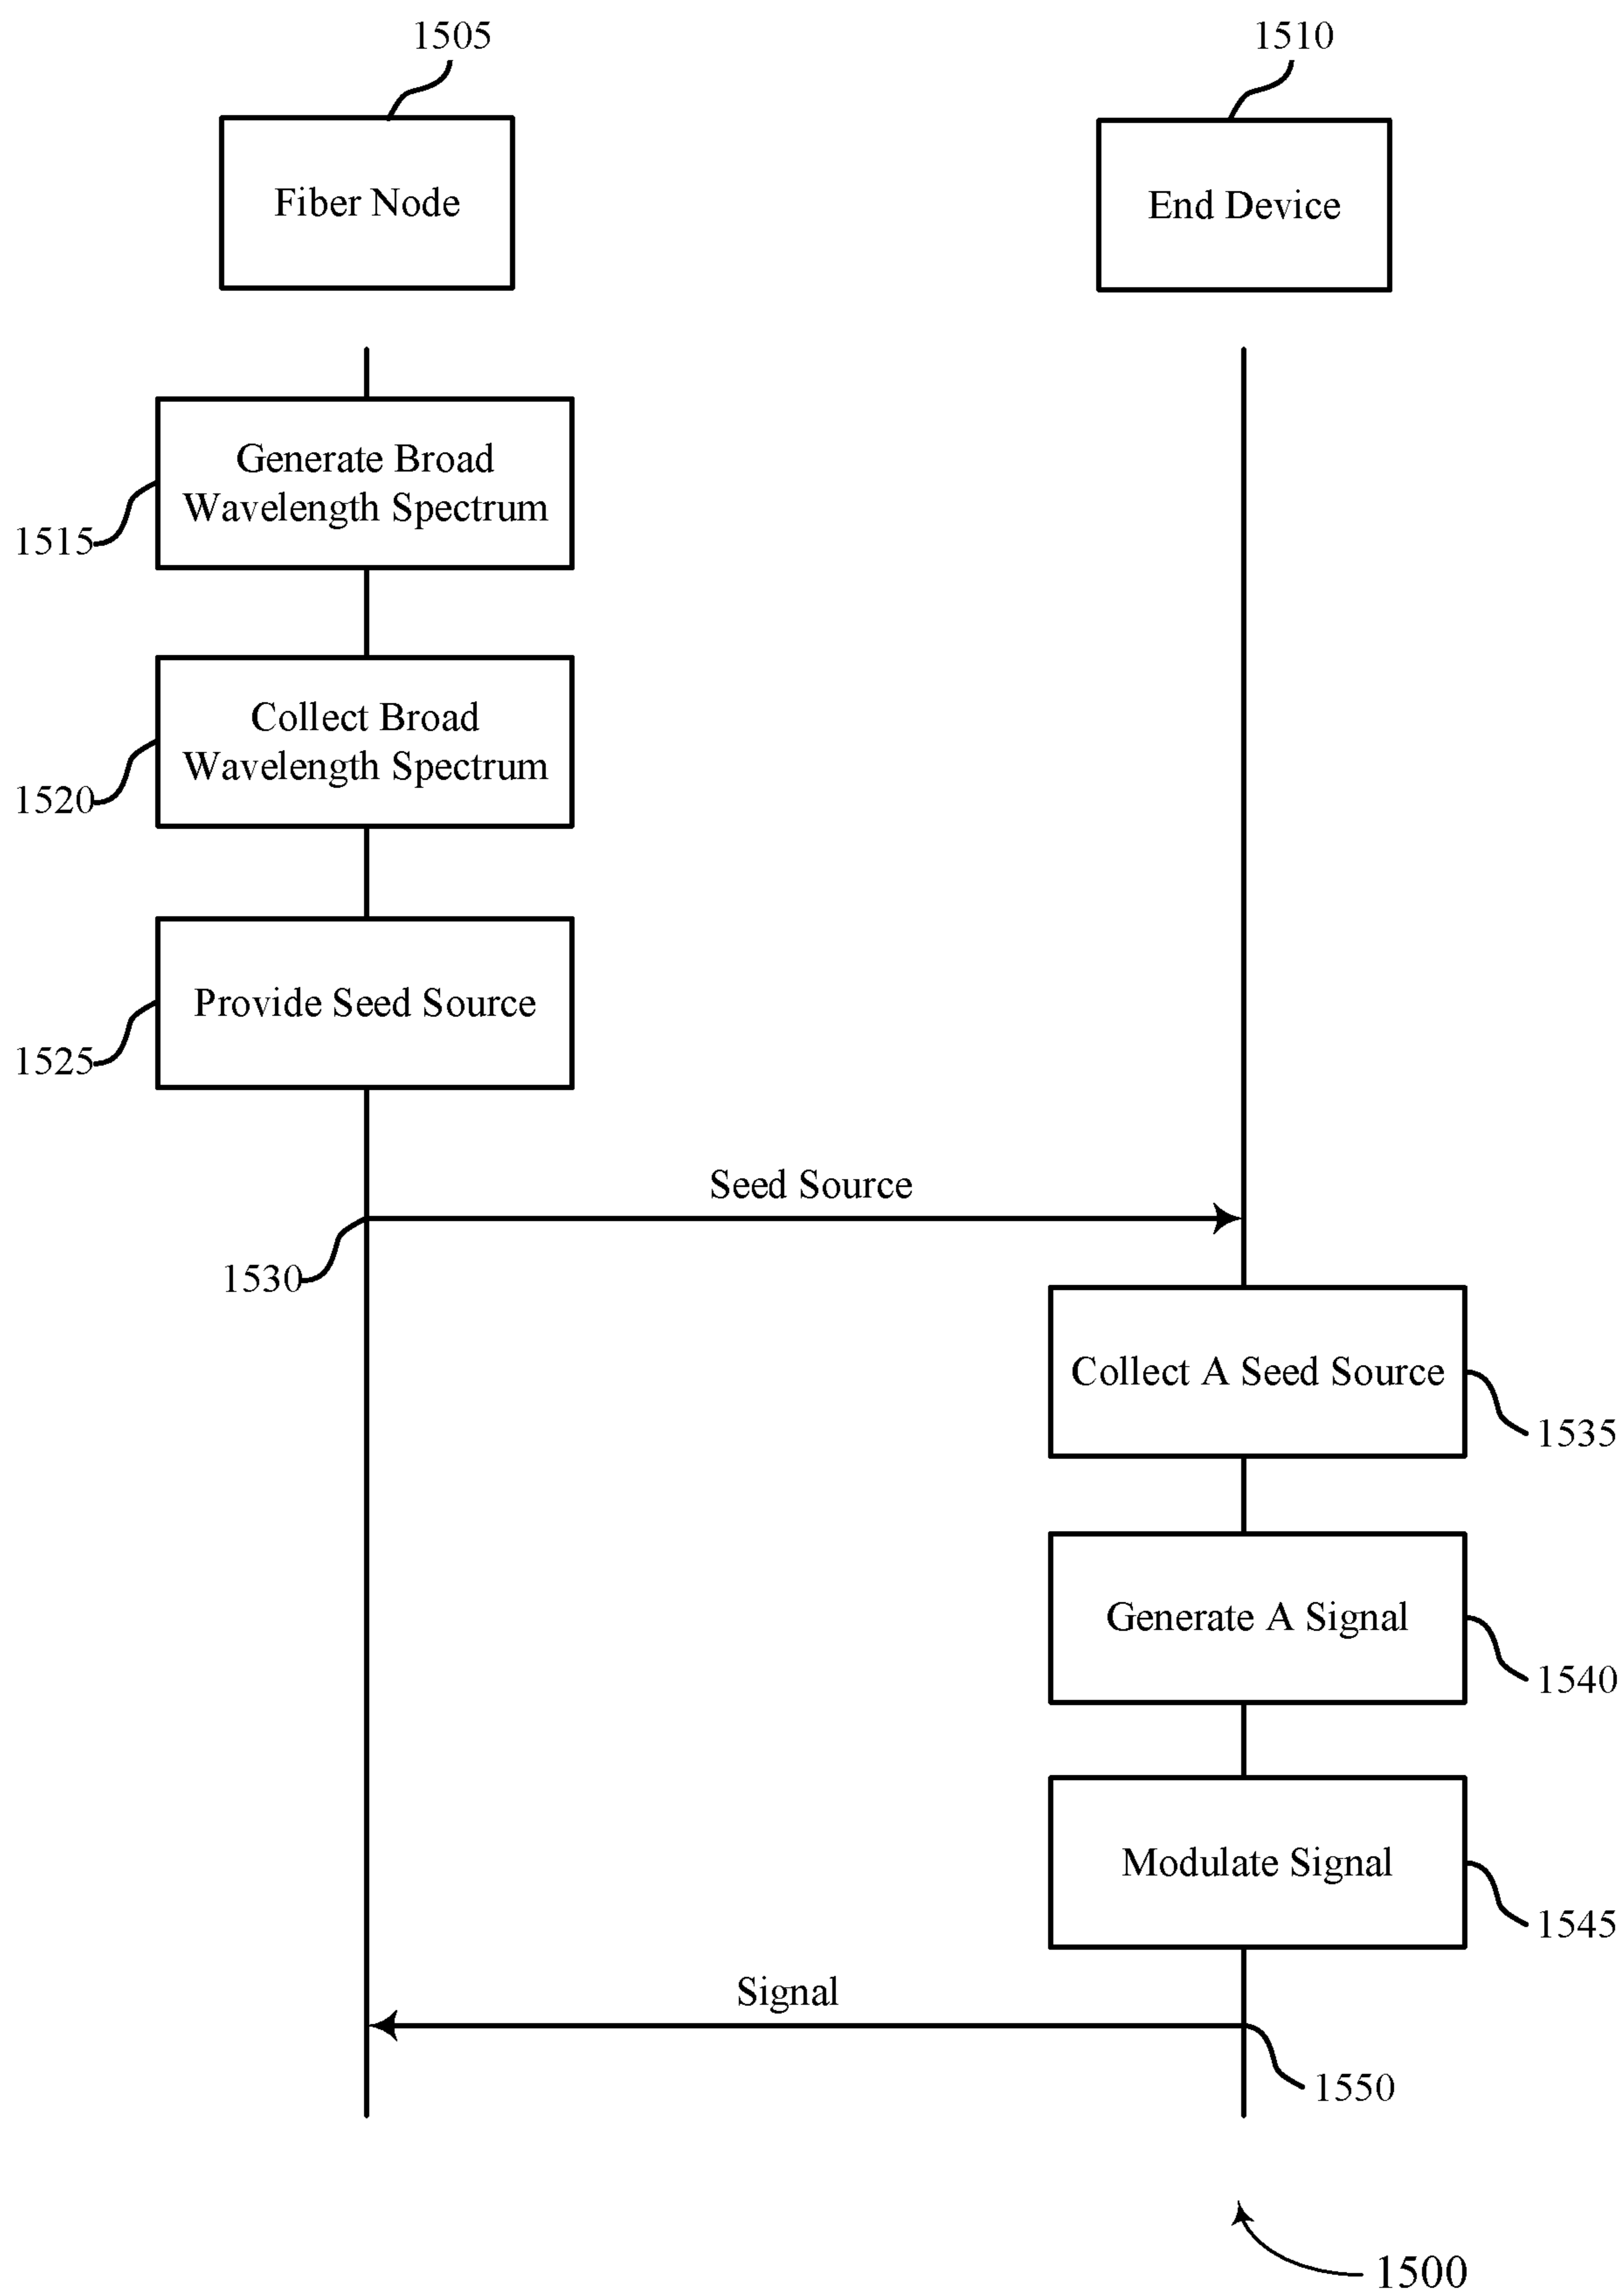 1505
1510
Fiber Node
End Device
Generate Broad
Wavelength Spectrum
1515
Collect Broad
Wavelength Spectrum
1520
Provide Seed Source
1525
Seed Source
1530
Collect A Seed Source
1535
Generate A Signal
1540
Modulate Signal
1545
Signal
1550
1500